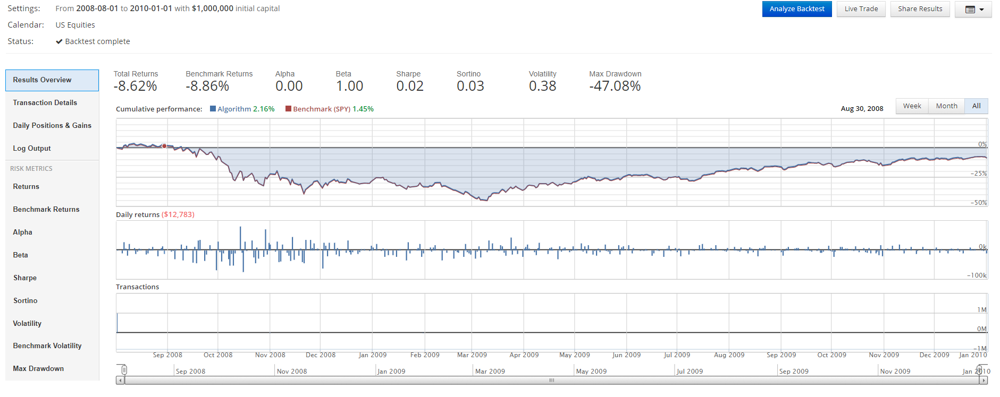 Settings: From 2008-08-01 to 2010-01-01 with $1,000,000 initial capital
Analyze Backtest Live Trade Share Results
Calendar: US Equities
Status: Backtest complete
Results Overview
Transaction Details
Daily Positions & Gains
Log Output
RISK METRICS
Returns
Benchmark Returns
Alpha
Beta
Sharpe
Sortino
Volatility
Benchmark Volatility
Max Drawdown
Total Returns Benchmark Returns Alpha Beta Sharpe Sortino Volatility Max Drawdown
-8.62% -8.86% 0.00 1.00 0.02 0.03 0.38 -47.08%
Cumulative performance: Algorithm 2.16% Benchmark (SPY) 1.45% Aug 30, 2008 Week Month All
0%
-25%
-50%
Daily returns ($12,783)
0k
-100k
Transactions
1M
0M
-1M
Sep 2008 Oct 2008 Nov 2008 Dec 2008 Jan 2009 Feb 2009 Mar 2009 Apr 2009 May 2009 Jun 2009 Jul 2009 Aug 2009 Sep 2009 Oct 2009 Nov 2009 Dec 2009 Jan 2010
Sep 2008 Nov 2008 Jan 2009 Mar 2009 May 2009 Jul 2009 Sep 2009 Nov 2009 Jan 2010